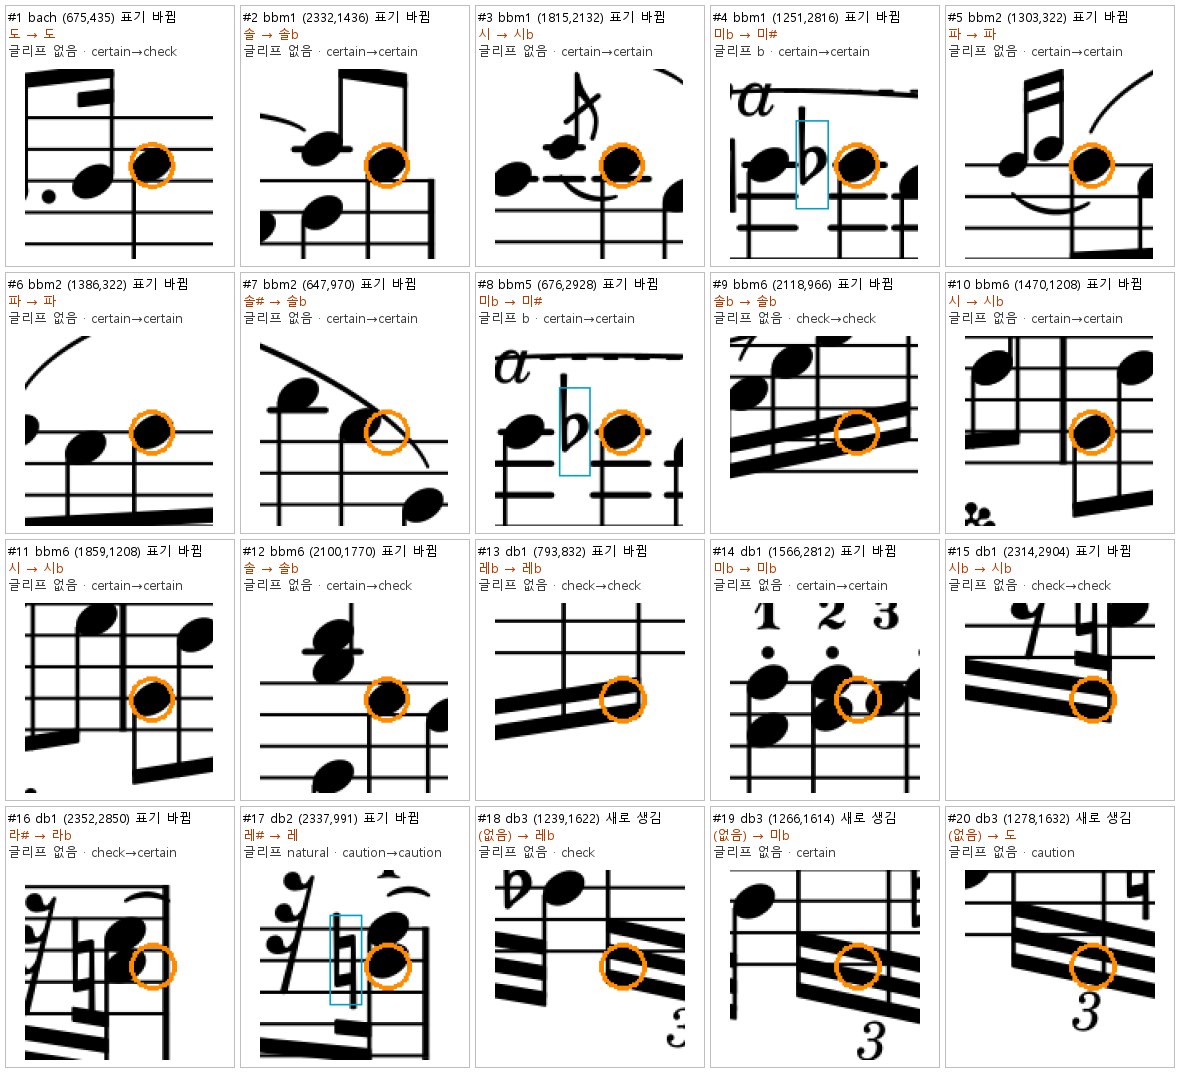 #1 bach (675,435) 표기 바뀜
도 → 도
글리프 없음 · certain→check
#2 bbm1 (2332,1436) 표기 바뀜
솔 → 솔b
글리프 없음 · certain→certain
#3 bbm1 (1815,2132) 표기 바뀜
시 → 시b
글리프 없음 · certain→certain
#4 bbm1 (1251,2816) 표기 바뀜
미b → 미#
글리프 b · certain→certain
a
#5 bbm2 (1303,322) 표기 바뀜
파 → 파
글리프 없음 · certain→certain
#6 bbm2 (1386,322) 표기 바뀜
파 → 파
글리프 없음 · certain→certain
#7 bbm2 (647,970) 표기 바뀜
솔# → 솔b
글리프 없음 · certain→certain
#8 bbm5 (676,2928) 표기 바뀜
미b → 미#
글리프 b · certain→certain
a
#9 bbm6 (2118,966) 표기 바뀜
솔b → 솔b
글리프 없음 · check→check
#10 bbm6 (1470,1208) 표기 바뀜
시 → 시b
글리프 없음 · certain→certain
#11 bbm6 (1859,1208) 표기 바뀜
시 → 시b
글리프 없음 · certain→certain
#12 bbm6 (2100,1770) 표기 바뀜
솔 → 솔b
글리프 없음 · certain→check
#13 db1 (793,832) 표기 바뀜
레b → 레b
글리프 없음 · check→check
#14 db1 (1566,2812) 표기 바뀜
미b → 미b
글리프 없음 · certain→certain
1 2 3
#15 db1 (2314,2904) 표기 바뀜
시b → 시b
글리프 없음 · check→check
#16 db1 (2352,2850) 표기 바뀜
라# → 라b
글리프 없음 · check→certain
#17 db2 (2337,991) 표기 바뀜
레# → 레
글리프 natural · caution→caution
#18 db3 (1239,1622) 새로 생김
(없음) → 레b
글리프 없음 · check
3
#19 db3 (1266,1614) 새로 생김
(없음) → 미b
글리프 없음 · certain
3
#20 db3 (1278,1632) 새로 생김
(없음) → 도
글리프 없음 · caution
3